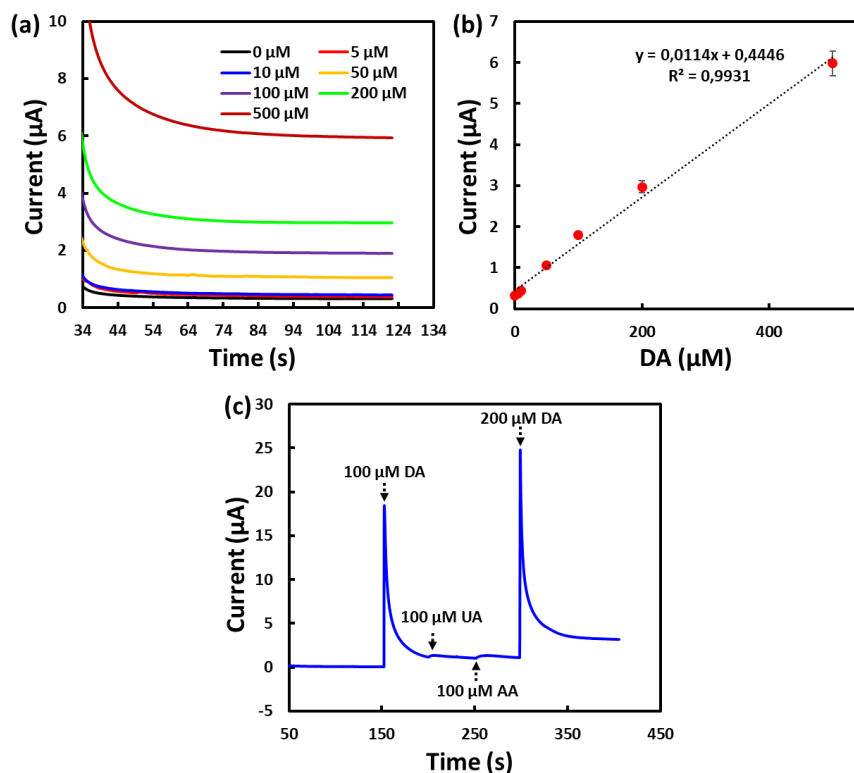 (a)
Current (µA)
10
8
6
4
2
0
0 µM 5 µM
10 µM 50 µM
100 µM 200 µM
500 µM
34 44 54 64 74 84 94 104 114 124 134
Time (s)
(b)
Current (µA)
6
5
4
3
2
1
0
y = 0,0114x + 0,4446
R² = 0,9931
0 200 400
DA (µM)
(c)
Current (µA)
30
25
20
15
10
5
0
-5
200 µM DA
100 µM DA
100 µM UA
100 µM AA
50 150 250 350 450
Time (s)